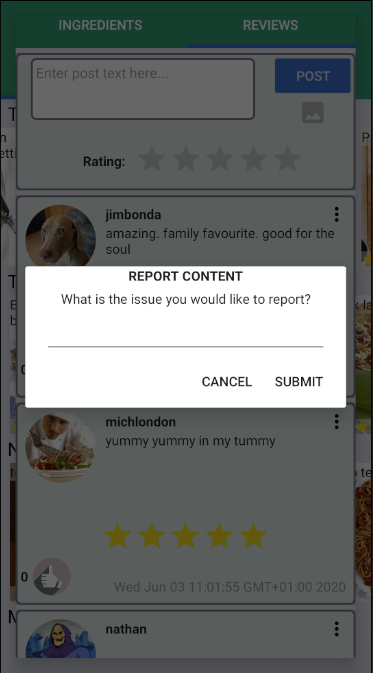 INGREDIENTS
REVIEWS
Enter post text here...
POST
Rating:
jimbonda
amazing. family favourite. good for the
soul
REPORT CONTENT
What is the issue you would like to report?
CANCEL
SUBMIT
michlondon
yummy yummy in my tummy
0
Wed Jun 03 11:01:55 GMT+01:00 2020
nathan